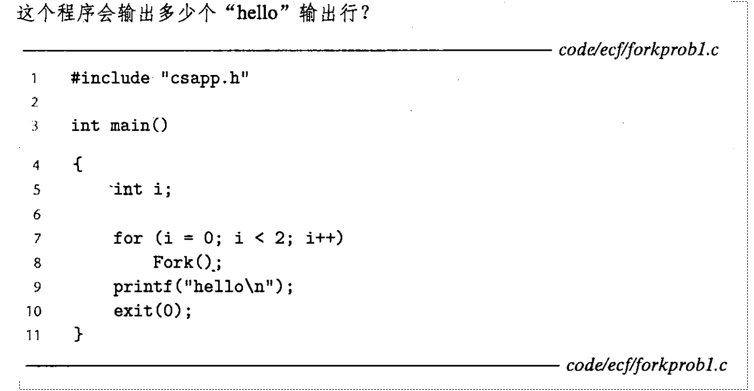 这个程序会输出多少个“hello”输出行？
code/ecf/forkprob1.c
1 #include "csapp.h"
2
3 int main()
4 {
5 int i;
6
7 for (i = 0; i < 2; i++)
8 Fork();
9 printf("hello\n");
10 exit(0);
11 }
code/ecf/forkprob1.c